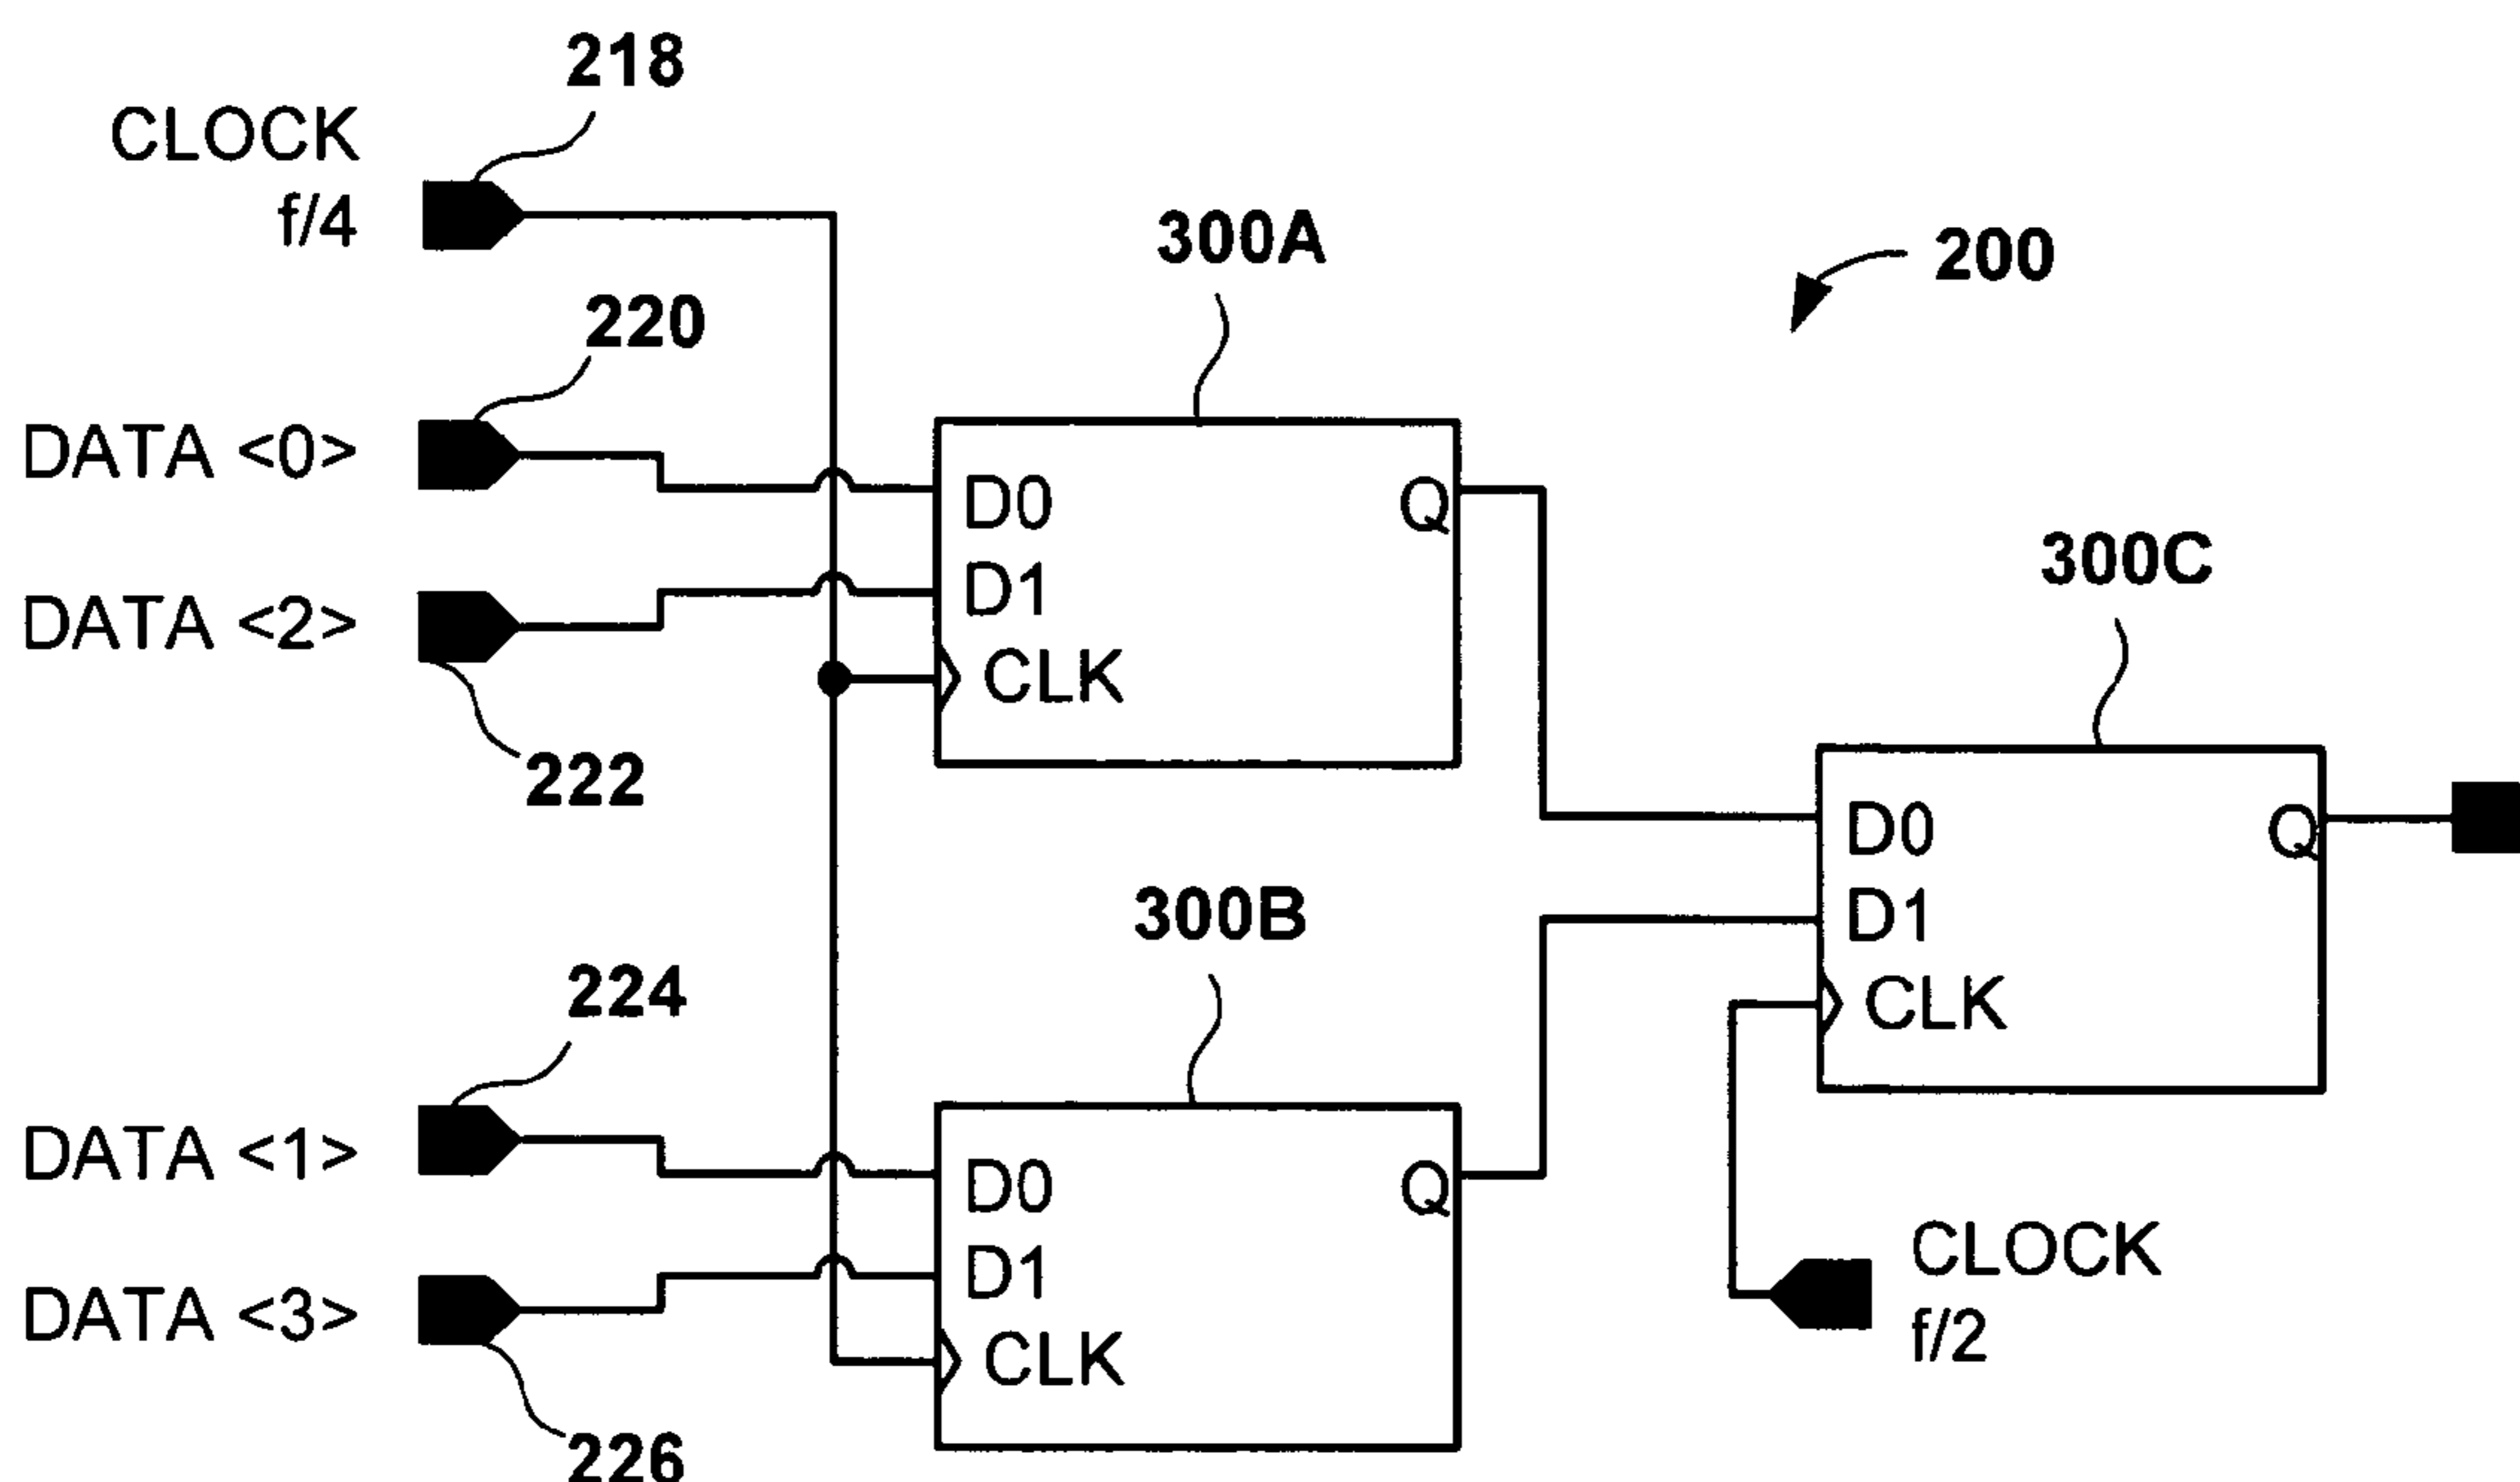 218
CLOCK
f/4
300A
200
220
DATA <0>
D0
Q
D1
300C
DATA <2>
CLK
222
D0
Q
300B
D1
224
CLK
DATA <1>
D0
Q
CLOCK
D1
f/2
DATA <3>
CLK
226